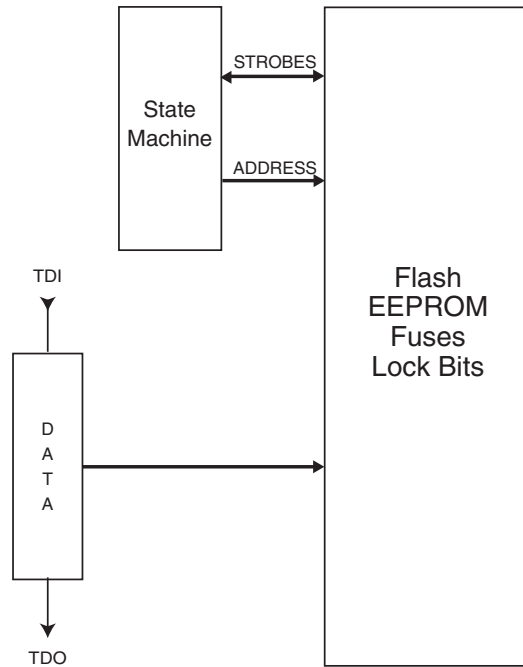 STROBES
State
Machine
ADDRESS
TDI
Flash
EEPROM
Fuses
Lock Bits
D
A
T
A
TDO